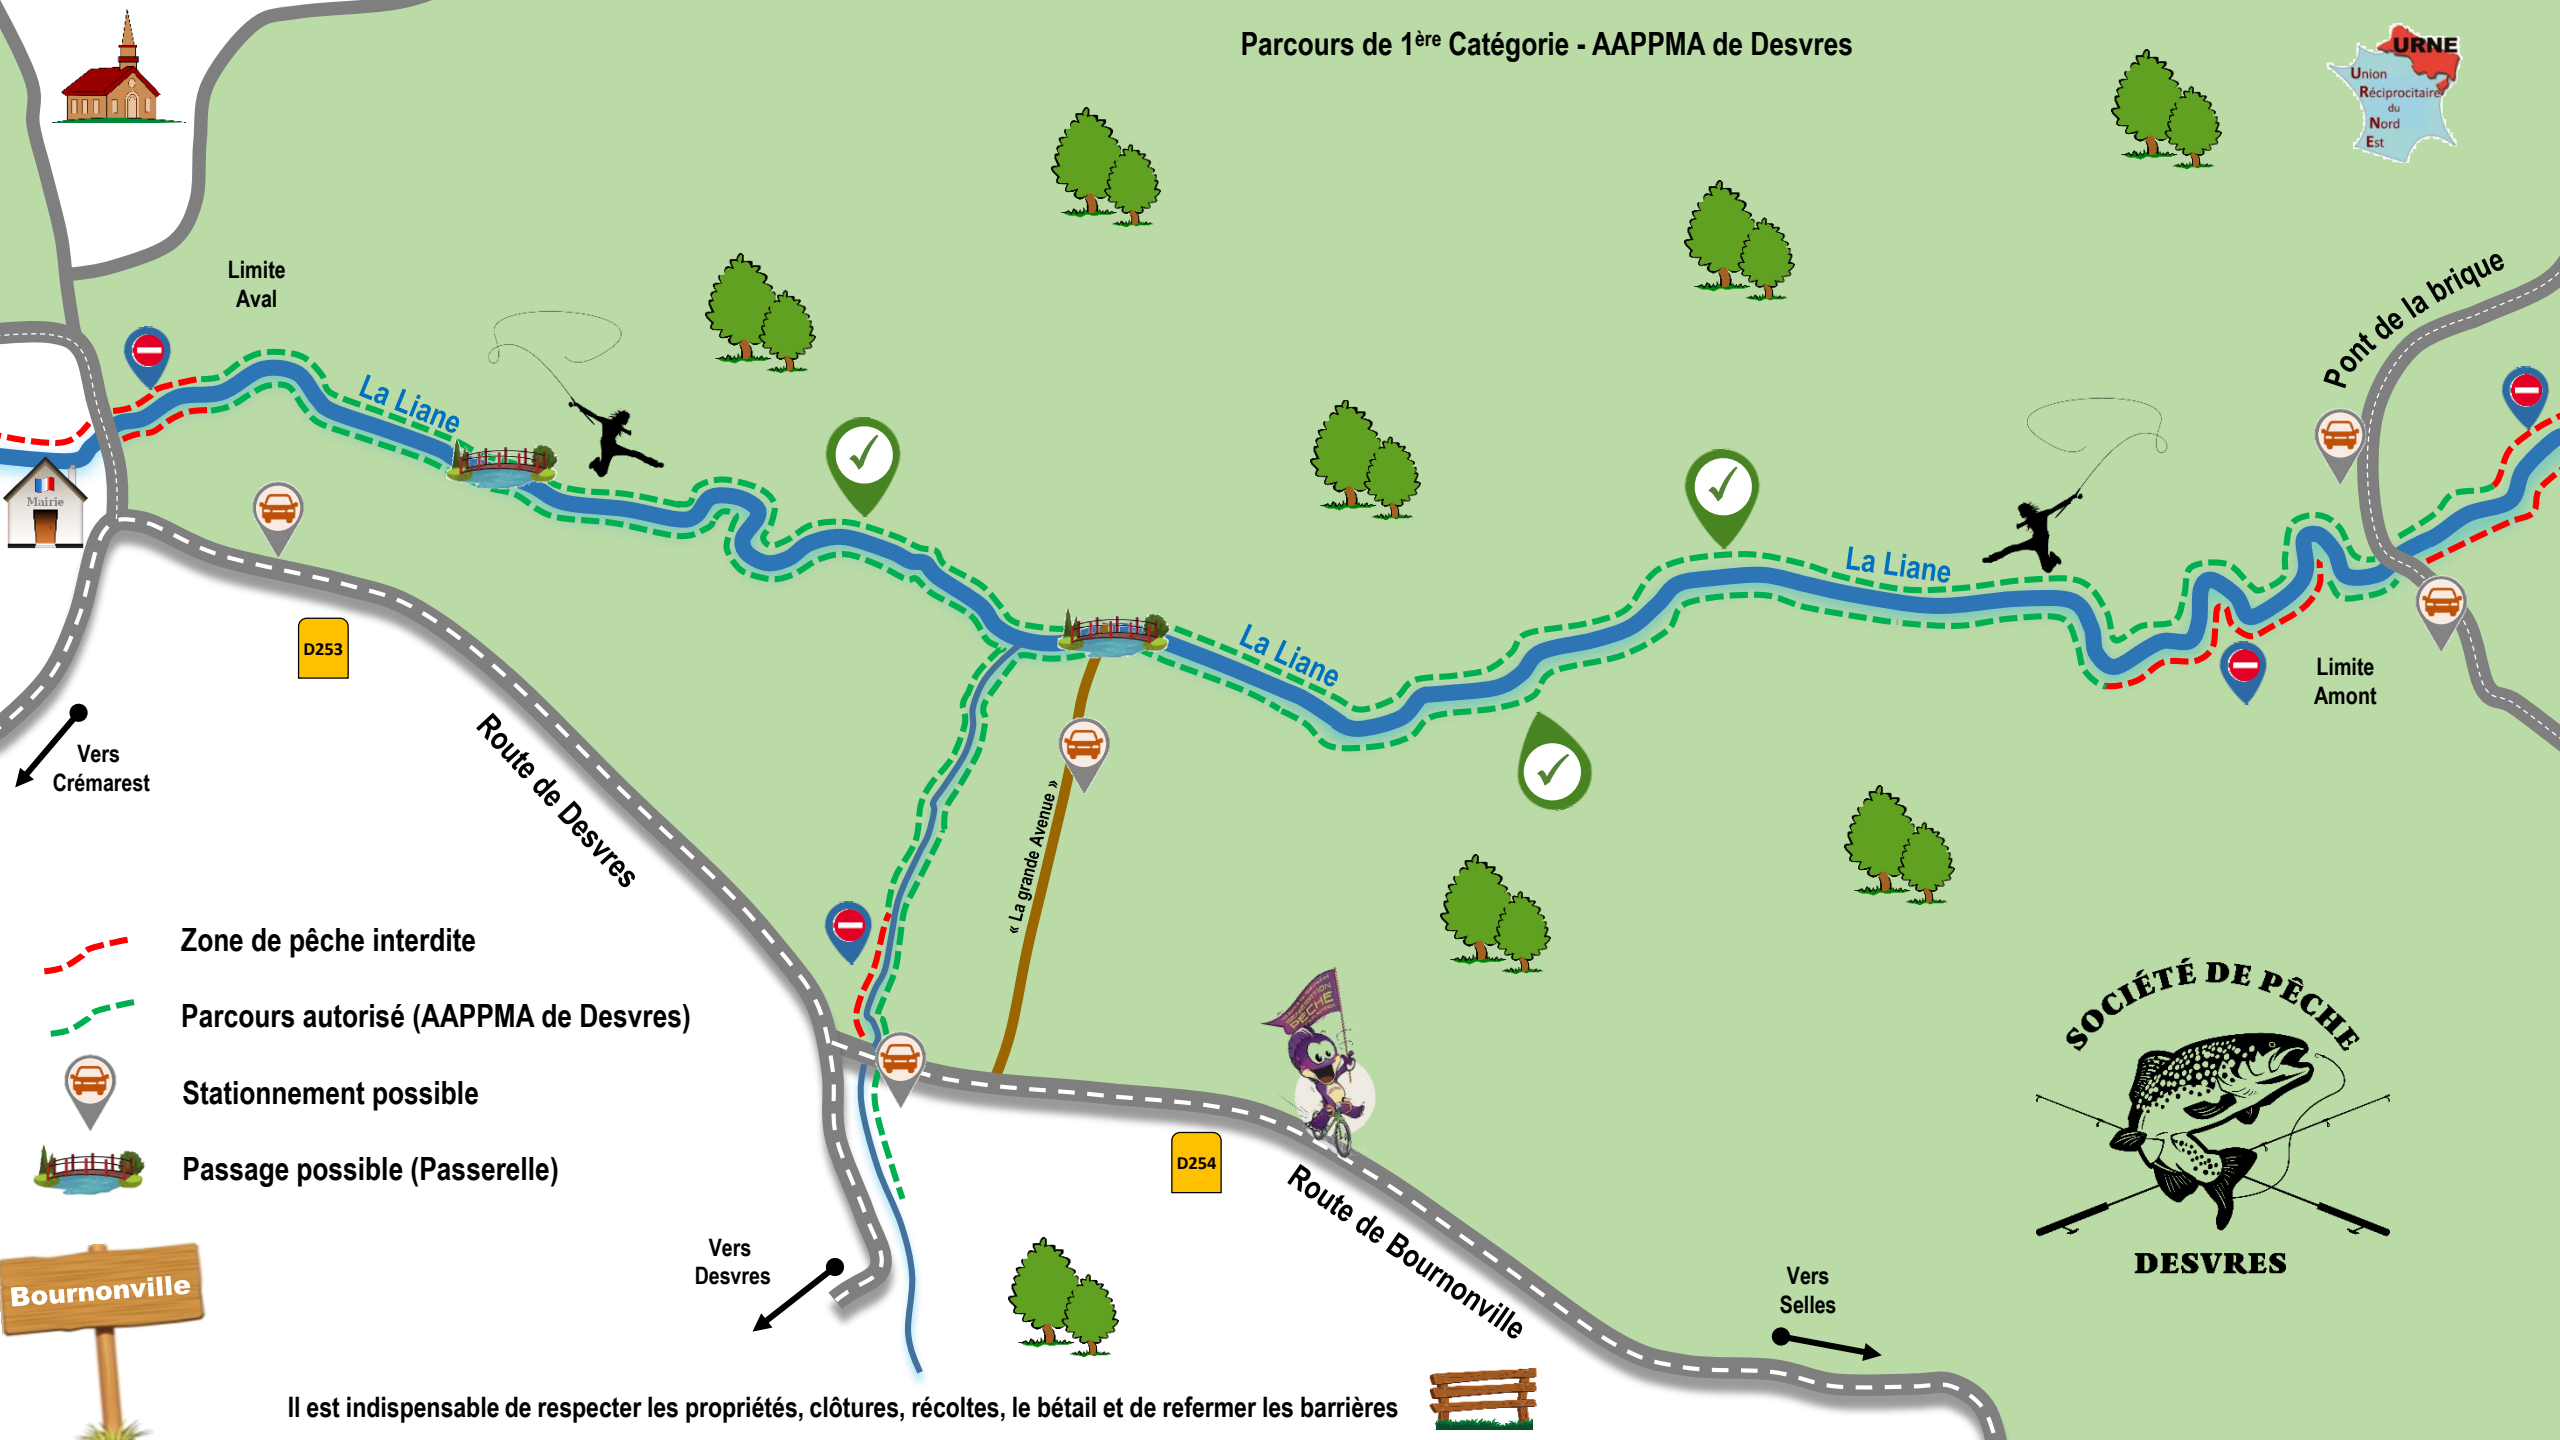 Parcours de 1ère Catégorie - AAPPMA de Desvres
URNE
Union
Réciprocitaire
du
Nord
Est
Limite
Aval
Pont de la brique
La Liane
Mairie
La Liane
La Liane
Limite
Amont
D253
Vers
Crémarest
Route de Desvres
« La grande Avenue »
Zone de pêche interdite
Parcours autorisé (AAPPMA de Desvres)
Stationnement possible
Passage possible (Passerelle)
PÊCHE
SOCIÉTÉ DE PÊCHE
DESVRES
D254
Route de Bournonville
Vers
Desvres
Vers
Selles
Bournonville
Il est indispensable de respecter les propriétés, clôtures, récoltes, le bétail et de refermer les barrières